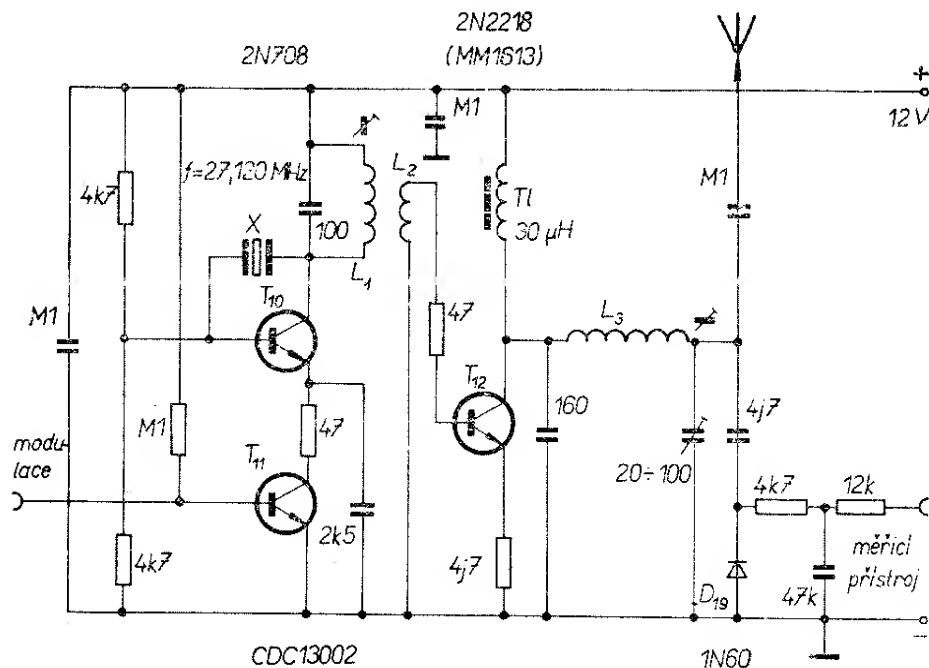 2N2218
2N708
(MM1613)
+
12V
M1
L₂
f=27,120 MHz
4k7
M1
Tl
30 µH
X
100
L₁
T₁₀
M1
47
L₃
T₁₂
160
4j7
M1
T₁₁
47
20÷100
modu-
lace
4k7
12k
2k5
4k7
4j7
měřicí
přístroj
D₁₉
47k
−
CDC13002
1N60